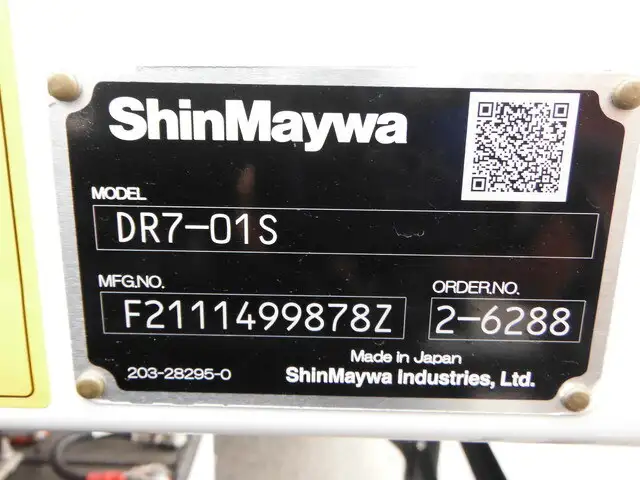 ShinMaywa
MODEL
DR7-01S
MFG.NO.
F2111499878Z
ORDER.NO.
2-6288
Made in Japan
203-28295-0
ShinMaywa Industries, Ltd.